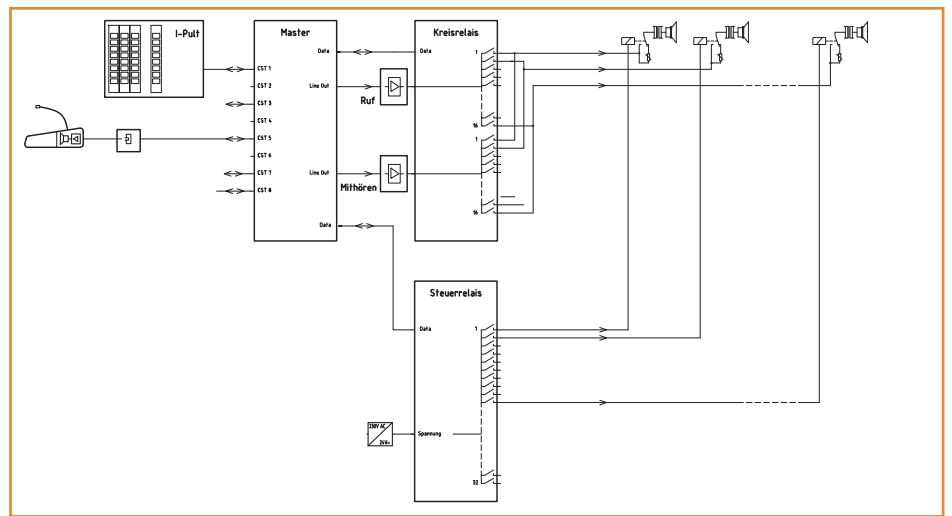 I-Pult
Master
Data
CST 1
CST 2
Line Out
CST 3
CST 4
CST 5
CST 6
CST 7
Line Out
CST 8
Data
Ruf
Mithören
Kreisrelais
Data
1
16
1
16
Steuerrelais
Data
1
230V AC
24V=
Spannung
32